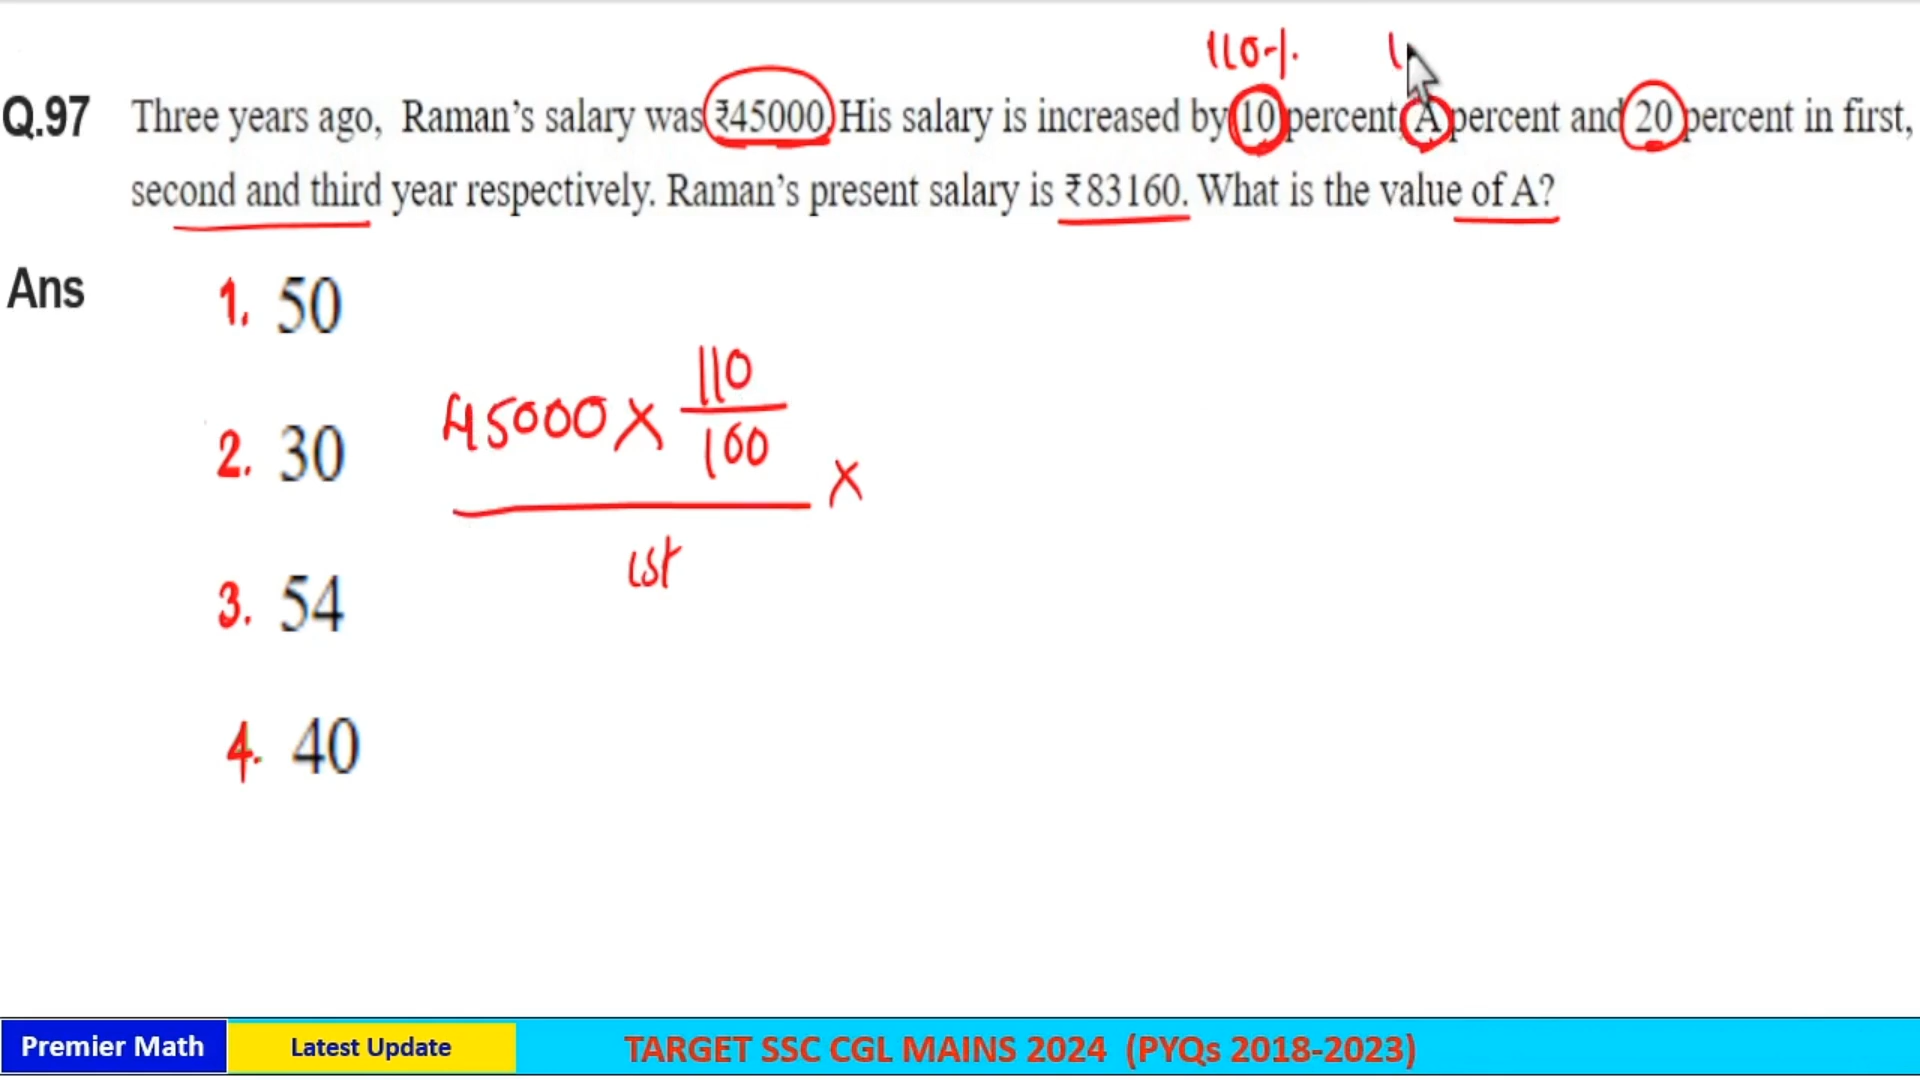 110%
Q.97 Three years ago, Raman's salary was ₹45000. His salary is increased by 10 percent, A percent and 20 percent in first,
second and third year respectively. Raman's present salary is ₹83160. What is the value of A?
Ans
1. 50
2. 30
3. 54
4. 40
45000 × 110/100 ×
1st
Premier Math
Latest Update
TARGET SSC CGL MAINS 2024 (PYQs 2018-2023)